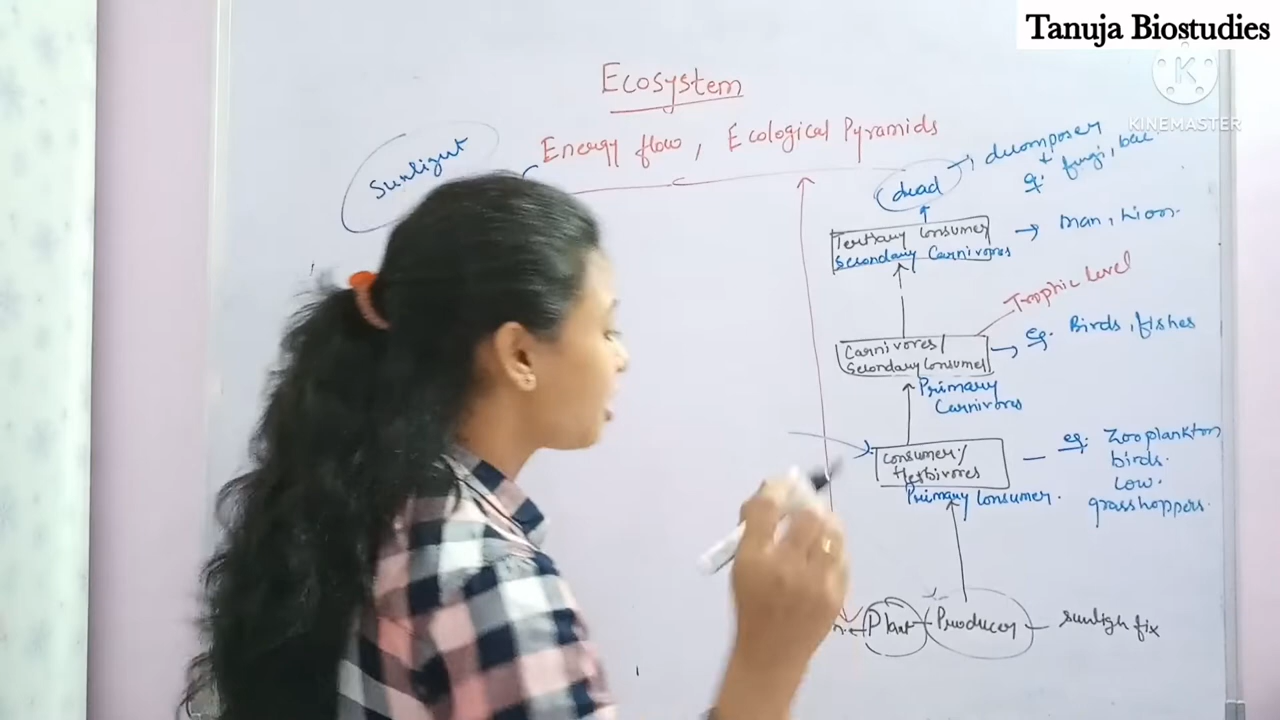 Tanuja Biostudies
KINEMASTER
Ecosystem
Energy flow, Ecological Pyramids
Sunlight
dead
decomposer
eg. fungi, bac
Tertiary Consumer
Secondary Carnivores
man, Lion.
Trophic Level
Carnivores/
Secondary Consumer
eg. Birds, fishes
Primary
Carnivores
Consumer/
Herbivores
Primary Consumer.
eg. Zooplankton
birds.
Cow.
grasshoppers.
Plant
Producer
sunligh fix